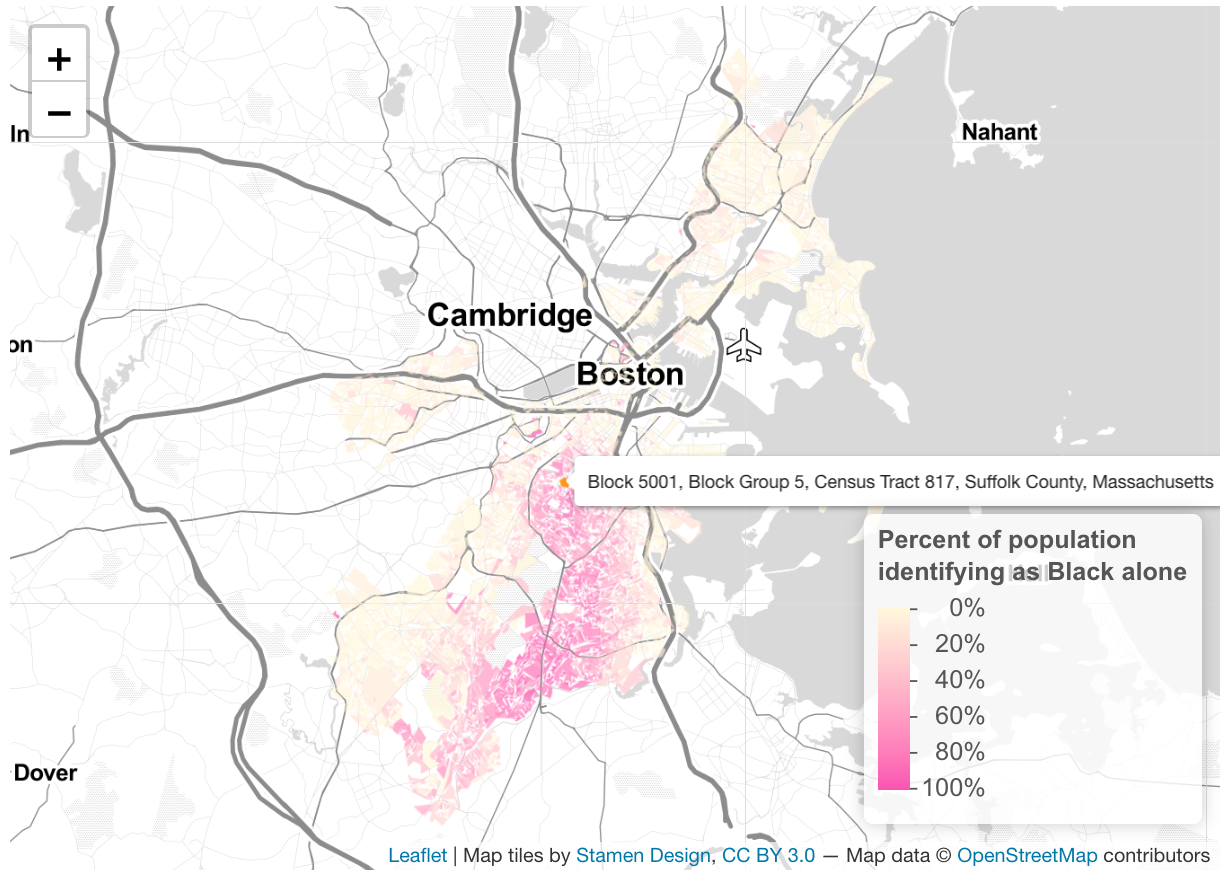 +
−
ln
Nahant
Cambridge
on
Boston
Block 5001, Block Group 5, Census Tract 817, Suffolk County, Massachusetts
Percent of population
identifying as Black alone
0%
20%
40%
60%
80%
100%
Dover
Leaflet | Map tiles by Stamen Design, CC BY 3.0 — Map data © OpenStreetMap contributors